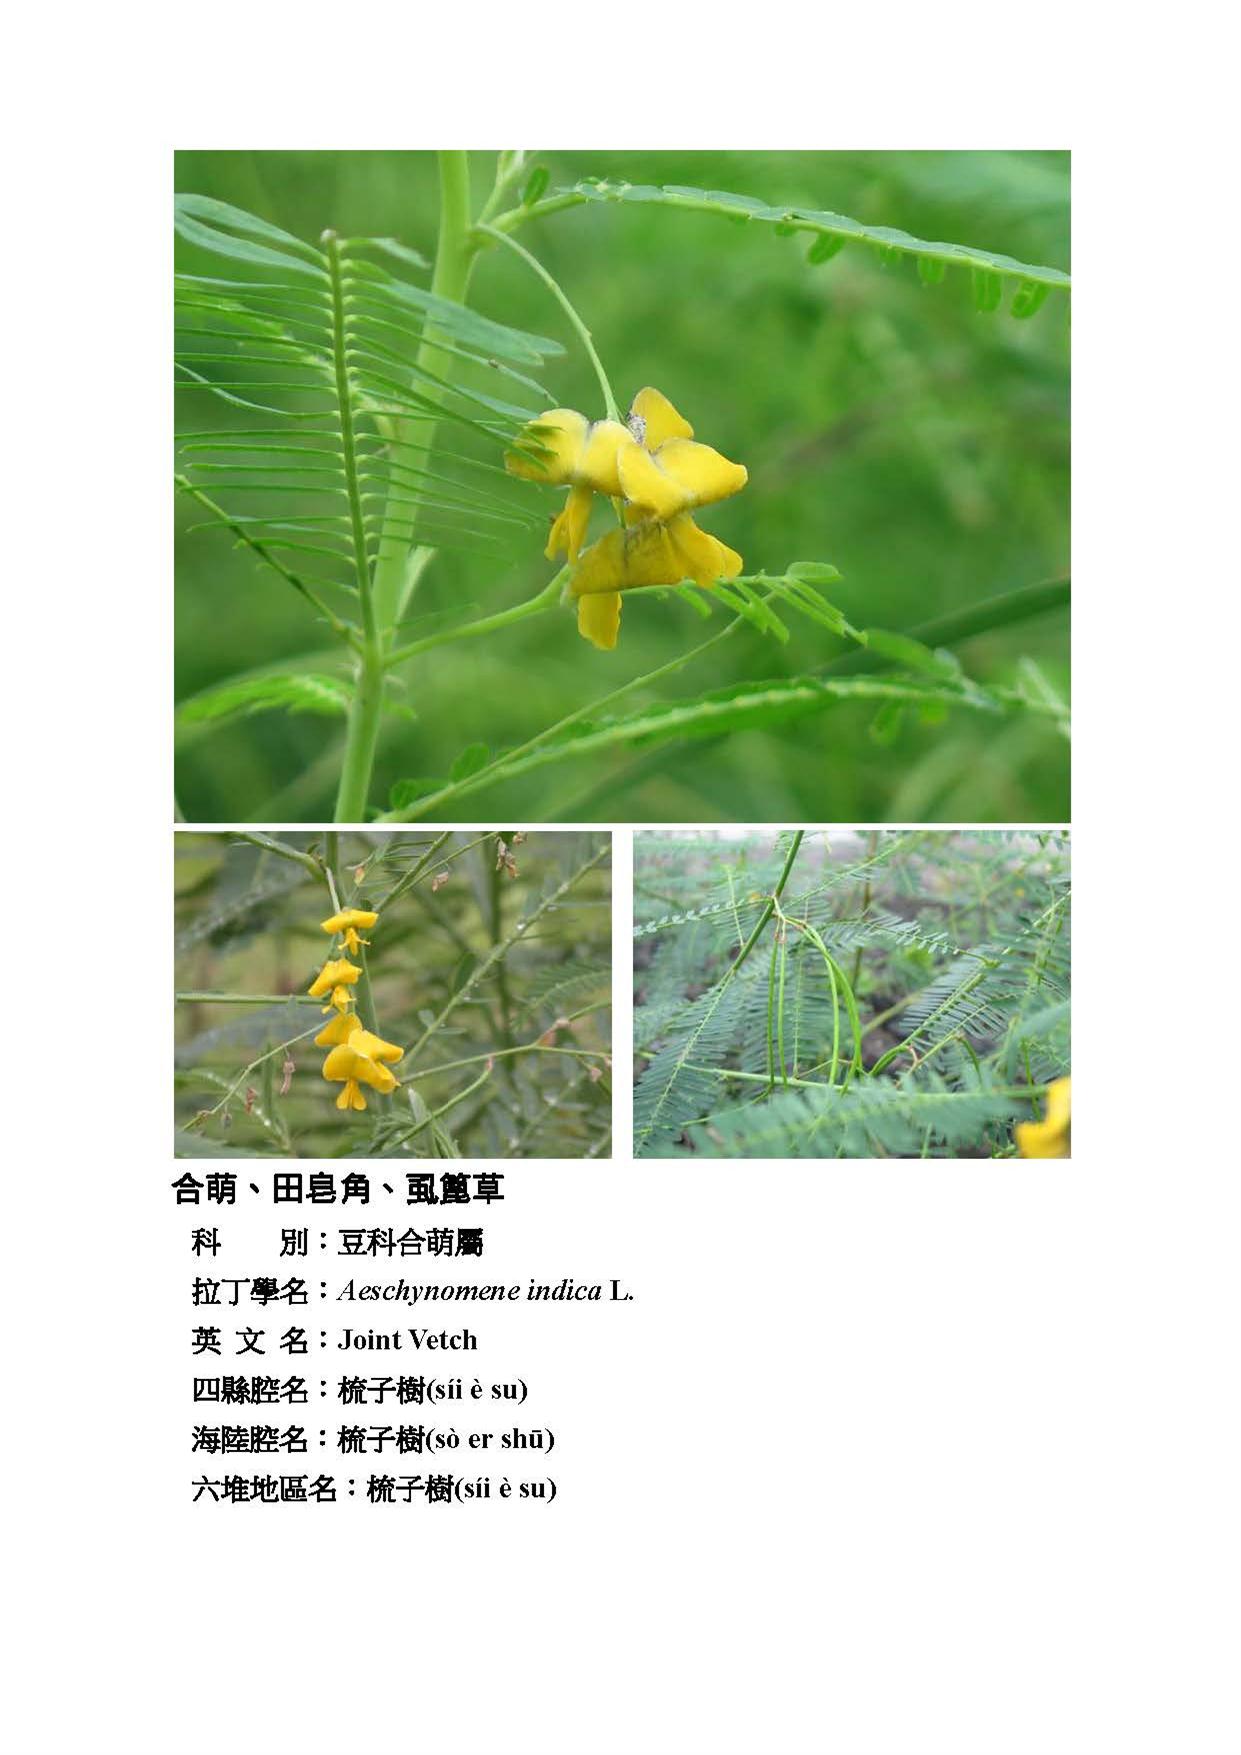 合萌、田皂角、虱篦草
科　　別：豆科合萌屬
拉丁學名：Aeschynomene indica L.
英 文 名：Joint Vetch
四縣腔名：梳子樹(síi è su)
海陸腔名：梳子樹(sò er shū)
六堆地區名：梳子樹(síi è su)